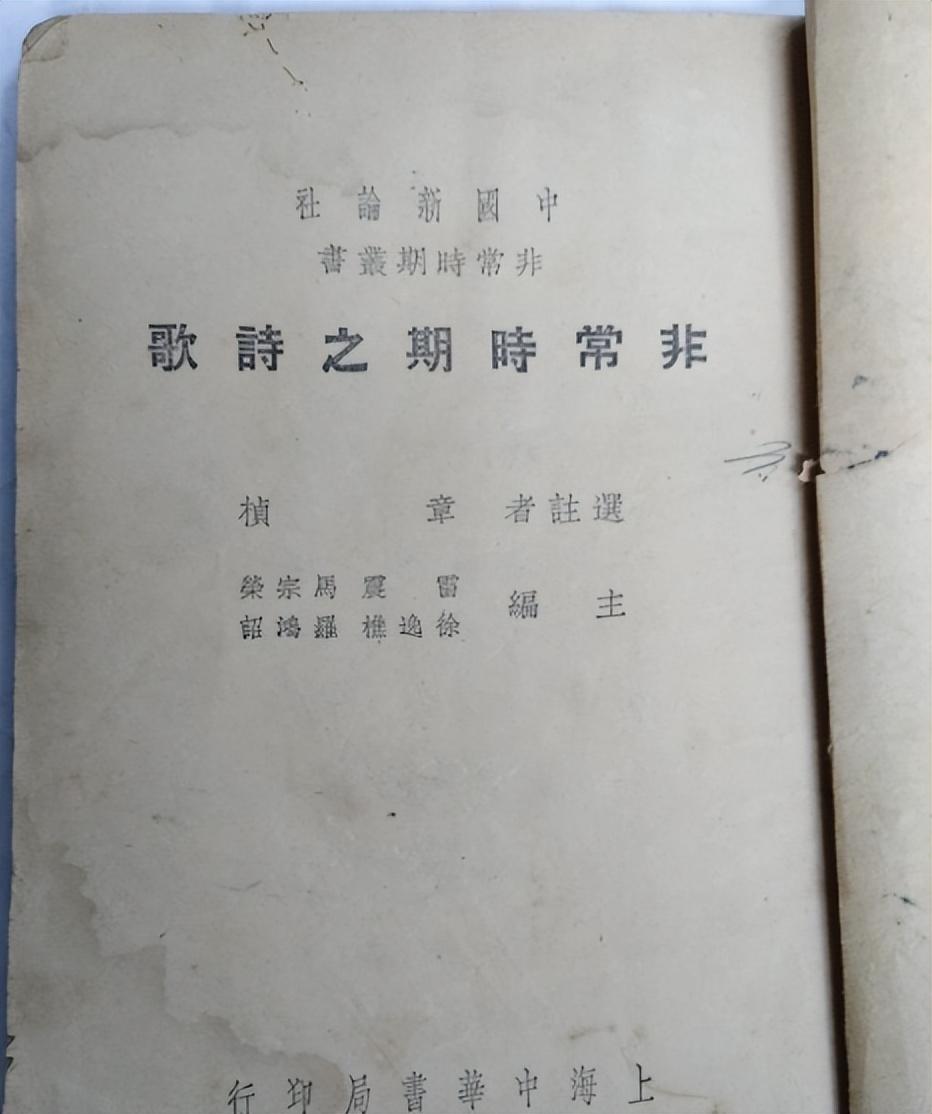 中國新論社
非常時期叢書
非常時期之詩歌
選註者 章楨
主編 雷震 馬宗榮
徐逸樵 羅鴻詔
上海中華書局印行